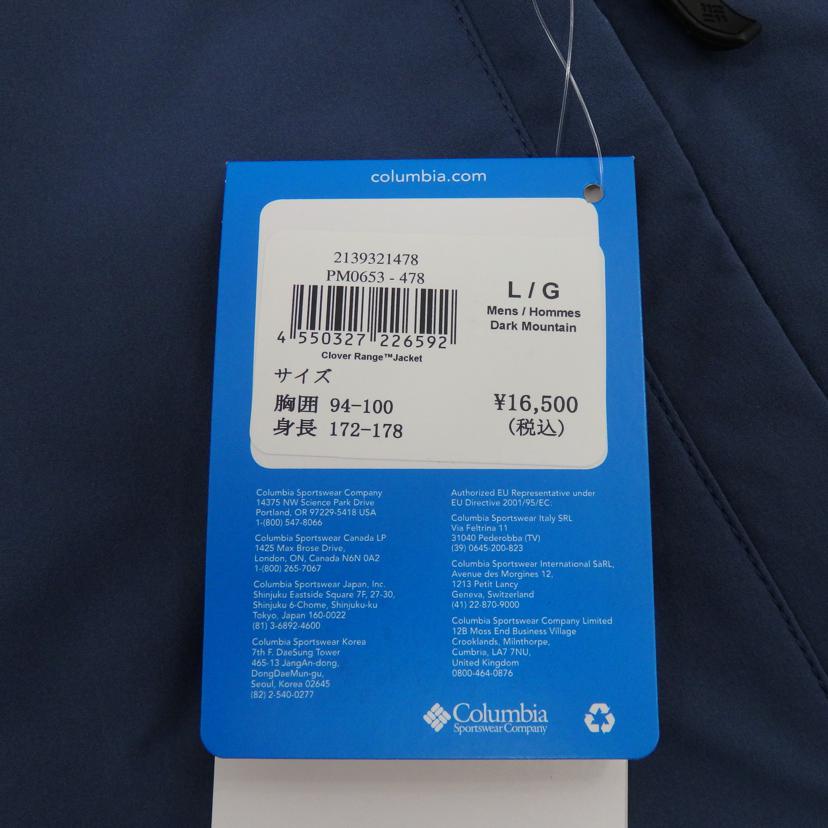 columbia.com
2139321478
PM0653 - 478
4 550327 226592
Clover Range™Jacket
L / G
Mens / Hommes
Dark Mountain
サイズ
胸囲 94-100
身長 172-178
¥16,500
(税込)
Columbia Sportswear Company
14375 NW Science Park Drive
Portland, OR 97229-5418 USA
1-(800) 547-8066
Columbia Sportswear Canada LP
1425 Max Brose Drive,
London, ON, Canada N6N 0A2
1-(800) 265-7067
Columbia Sportswear Japan, Inc.
Shinjuku Eastside Square 7F, 27-30,
Shinjuku 6-Chome, Shinjuku-ku
Tokyo, Japan 160-0022
(81) 3-6892-4600
Columbia Sportswear Korea
7th F. DaeSung Tower
465-13 JangAn-dong,
DongDaeMun-gu,
Seoul, Korea 02645
(82) 2-540-0277
Authorized EU Representative under
EU Directive 2001/95/EC:
Columbia Sportswear Italy SRL
Via Feltrina 11
31040 Pederobba (TV)
(39) 0645-200-823
Columbia Sportswear International SàRL,
Avenue des Morgines 12,
1213 Petit Lancy
Geneva, Switzerland
(41) 22-870-9000
Columbia Sportswear Company Limited
12B Moss End Business Village
Crooklands, Milnthorpe,
Cumbria, LA7 7NU,
United Kingdom
0800-464-0876
Columbia
Sportswear Company